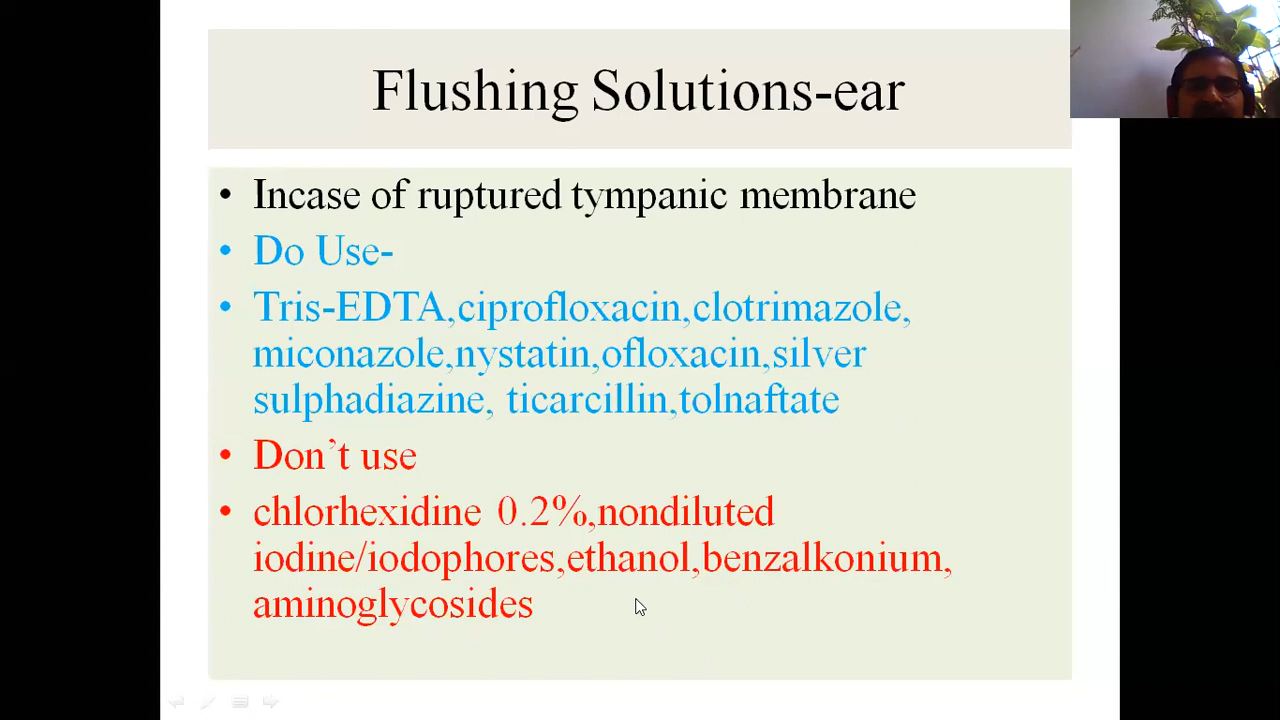 Flushing Solutions-ear
• Incase of ruptured tympanic membrane
• Do Use-
• Tris-EDTA,ciprofloxacin,clotrimazole,
miconazole,nystatin,ofloxacin,silver
sulphadiazine, ticarcillin,tolnaftate
• Don’t use
• chlorhexidine 0.2%,nondiluted
iodine/iodophores,ethanol,benzalkonium,
aminoglycosides